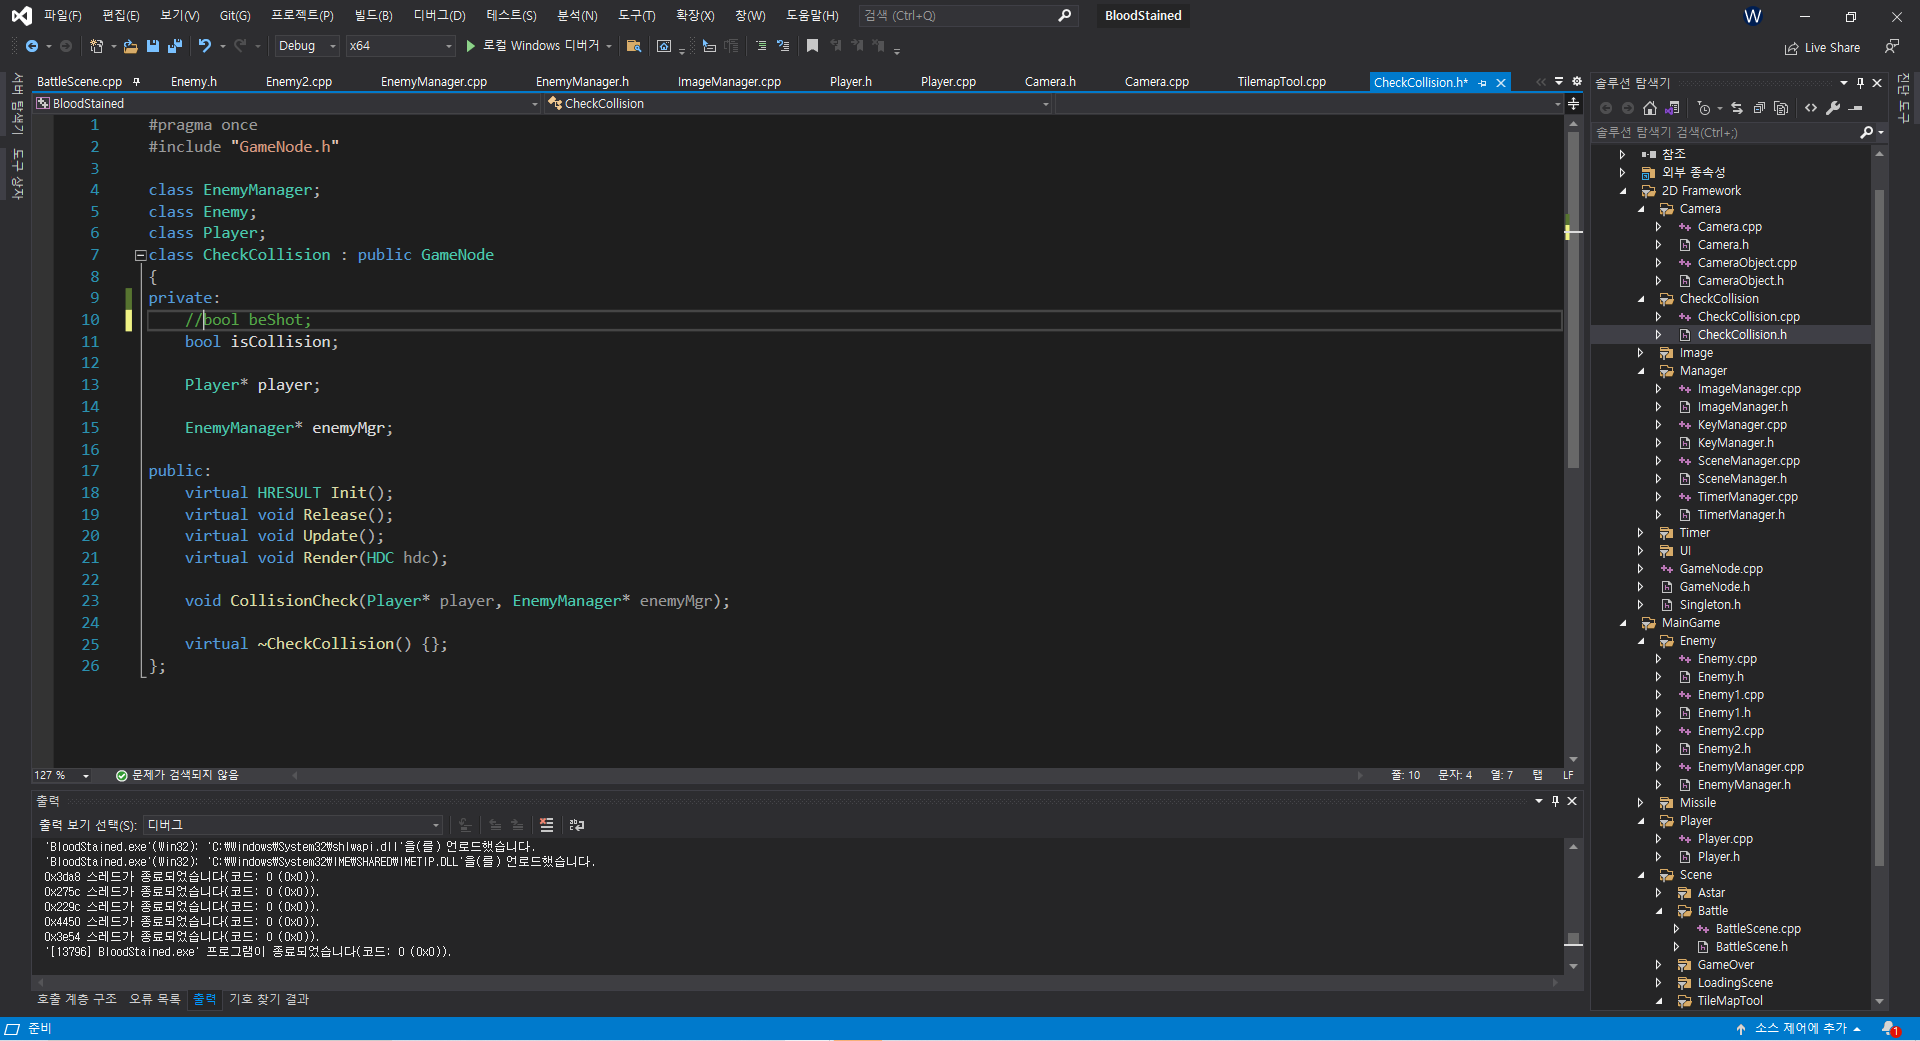 파일(F) 편집(E) 보기(V) Git(G) 프로젝트(P) 빌드(B) 디버그(D) 테스트(S) 분석(N) 도구(T) 확장(X) 창(W) 도움말(H) 검색 (Ctrl+Q) BloodStained W
Debug x64 로컬 Windows 디버거 Live Share
서버 탐색기
도구 상자
BattleScene.cpp Enemy.h Enemy2.cpp EnemyManager.cpp EnemyManager.h ImageManager.cpp Player.h Player.cpp Camera.h Camera.cpp TilemapTool.cpp CheckCollision.h*
BloodStained CheckCollision
1 #pragma once
2 #include "GameNode.h"
3
4 class EnemyManager;
5 class Enemy;
6 class Player;
7 class CheckCollision : public GameNode
8 {
9 private:
10 //bool beShot;
11 bool isCollision;
12
13 Player* player;
14
15 EnemyManager* enemyMgr;
16
17 public:
18 virtual HRESULT Init();
19 virtual void Release();
20 virtual void Update();
21 virtual void Render(HDC hdc);
22
23 void CollisionCheck(Player* player, EnemyManager* enemyMgr);
24
25 virtual ~CheckCollision() {};
26 };
127 % 문제가 검색되지 않음 줄: 10 문자: 4 열: 7 탭 LF
출력
출력 보기 선택(S): 디버그
'BloodStained.exe'(Win32): 'C:₩Windows₩System32₩shlwapi.dll'을(를) 언로드했습니다.
'BloodStained.exe'(Win32): 'C:₩Windows₩System32₩IME₩SHARED₩IMETIP.DLL'을(를) 언로드했습니다.
0x3da8 스레드가 종료되었습니다(코드: 0 (0x0)).
0x275c 스레드가 종료되었습니다(코드: 0 (0x0)).
0x229c 스레드가 종료되었습니다(코드: 0 (0x0)).
0x4450 스레드가 종료되었습니다(코드: 0 (0x0)).
0x3e54 스레드가 종료되었습니다(코드: 0 (0x0)).
'[13796] BloodStained.exe' 프로그램이 종료되었습니다(코드: 0 (0x0)).
호출 계층 구조 오류 목록 출력 기호 찾기 결과
솔루션 탐색기
솔루션 탐색기 검색(Ctrl+;)
참조
외부 종속성
2D Framework
Camera
Camera.cpp
Camera.h
CameraObject.cpp
CameraObject.h
CheckCollision
CheckCollision.cpp
CheckCollision.h
Image
Manager
ImageManager.cpp
ImageManager.h
KeyManager.cpp
KeyManager.h
SceneManager.cpp
SceneManager.h
TimerManager.cpp
TimerManager.h
Timer
UI
GameNode.cpp
GameNode.h
Singleton.h
MainGame
Enemy
Enemy.cpp
Enemy.h
Enemy1.cpp
Enemy1.h
Enemy2.cpp
Enemy2.h
EnemyManager.cpp
EnemyManager.h
Missile
Player
Player.cpp
Player.h
Scene
Astar
Battle
BattleScene.cpp
BattleScene.h
GameOver
LoadingScene
TileMapTool
진단 도구
준비 소스 제어에 추가 1